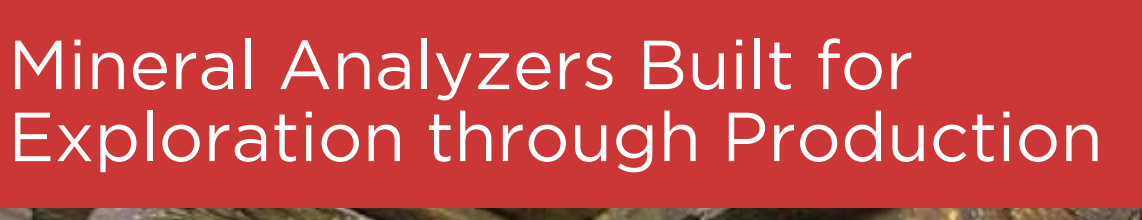 Mineral Analyzers Built for
Exploration through Production